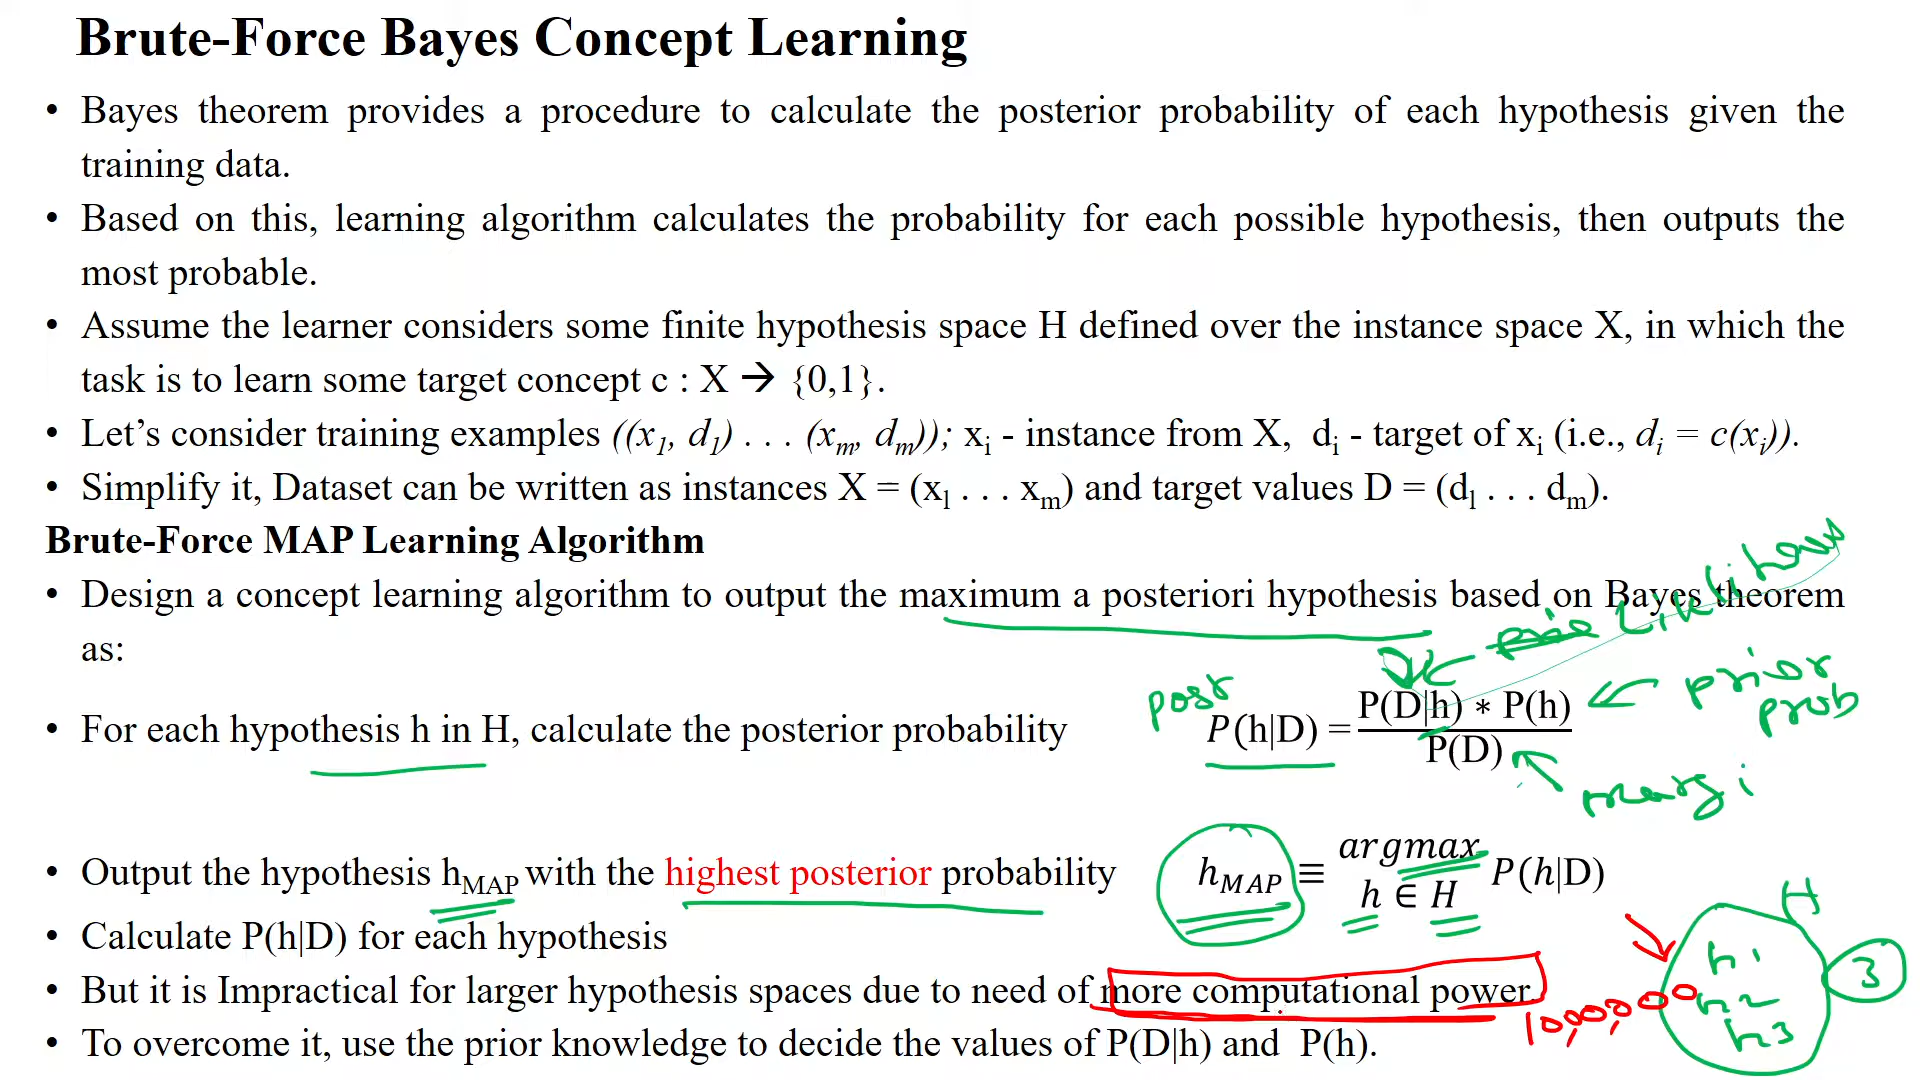 Brute-Force Bayes Concept Learning
• Bayes theorem provides a procedure to calculate the posterior probability of each hypothesis given the
training data.
• Based on this, learning algorithm calculates the probability for each possible hypothesis, then outputs the
most probable.
• Assume the learner considers some finite hypothesis space H defined over the instance space X, in which the
task is to learn some target concept c : X → {0,1}.
• Let’s consider training examples ((x₁, d₁) . . . (xₘ, dₘ)); xᵢ - instance from X, dᵢ - target of xᵢ (i.e., dᵢ = c(xᵢ)).
• Simplify it, Dataset can be written as instances X = (xₗ . . . xₘ) and target values D = (dₗ . . . dₘ).
Brute-Force MAP Learning Algorithm
• Design a concept learning algorithm to output the maximum a posteriori hypothesis based on Bayes theorem
as:
Likelihood
prior
prob
post
• For each hypothesis h in H, calculate the posterior probability P(h|D) = P(D|h) * P(h) / P(D)
margi
• Output the hypothesis h_MAP with the highest posterior probability h_MAP ≡ argmax h ∈ H P(h|D)
H
• Calculate P(h|D) for each hypothesis
h1
3
• But it is Impractical for larger hypothesis spaces due to need of more computational power.
h2
10,00,000
h3
• To overcome it, use the prior knowledge to decide the values of P(D|h) and P(h).